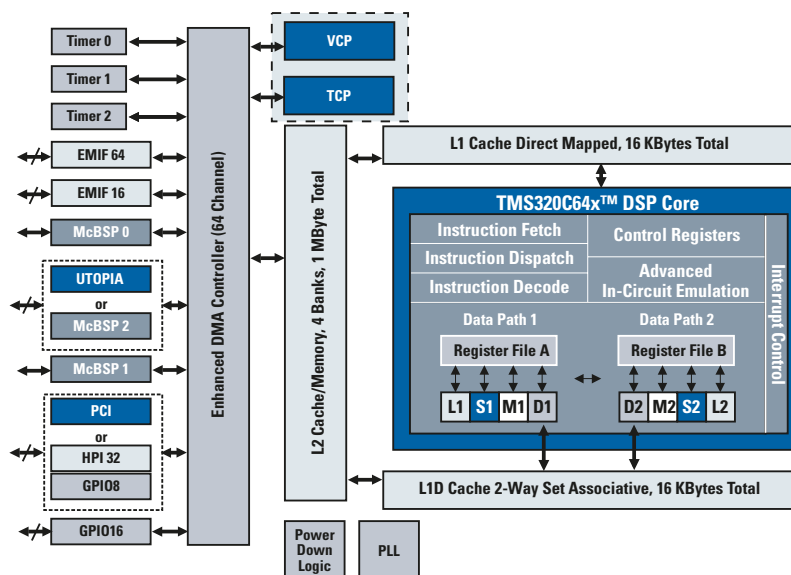 Timer 0
Timer 1
Timer 2
EMIF 64
EMIF 16
McBSP 0
UTOPIA
or
McBSP 2
McBSP 1
PCI
or
HPI 32
GPIO8
GPIO16
Enhanced DMA Controller (64 Channel)
VCP
TCP
L2 Cache/Memory, 4 Banks, 1 MByte Total
Power
Down
Logic
PLL
L1 Cache Direct Mapped, 16 KBytes Total
TMS320C64x™ DSP Core
Instruction Fetch
Instruction Dispatch
Instruction Decode
Control Registers
Advanced
In-Circuit Emulation
Interrupt Control
Data Path 1
Data Path 2
Register File A
Register File B
L1 S1 M1 D1
D2 M2 S2 L2
L1D Cache 2-Way Set Associative, 16 KBytes Total